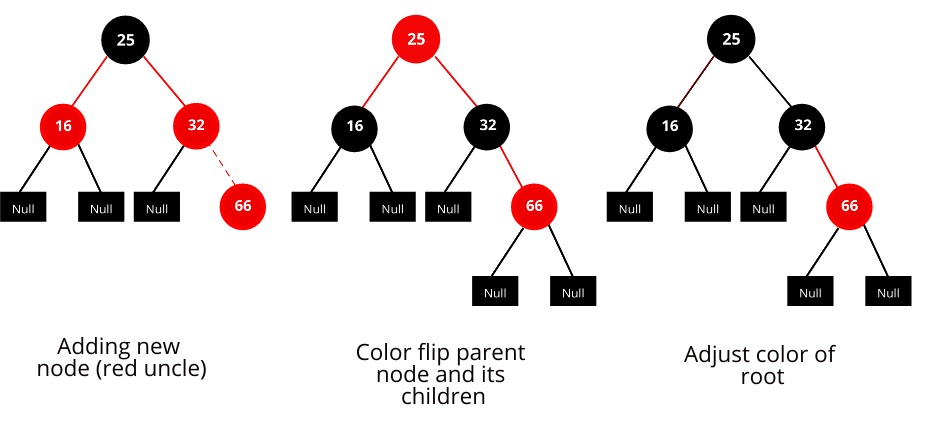 25
16
32
Null
Null
Null
66
Adding new
node (red uncle)
25
16
32
Null
Null
Null
66
Null
Null
Color flip parent
node and its
children
25
16
32
Null
Null
Null
66
Null
Null
Adjust color of
root